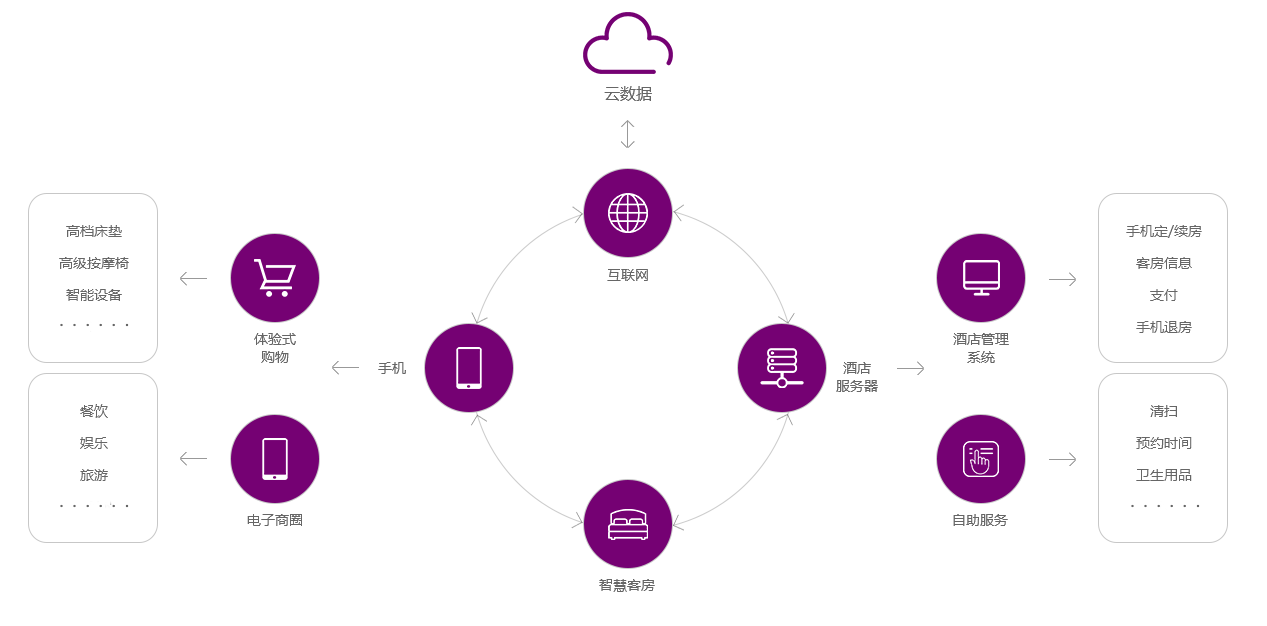 云数据
互联网
手机
酒店
服务器
智慧客房
体验式
购物
电子商圈
高档床垫
高级按摩椅
智能设备
......
餐饮
娱乐
旅游
......
酒店管理
系统
自助服务
手机定/续房
客房信息
支付
手机退房
清扫
预约时间
卫生用品
......